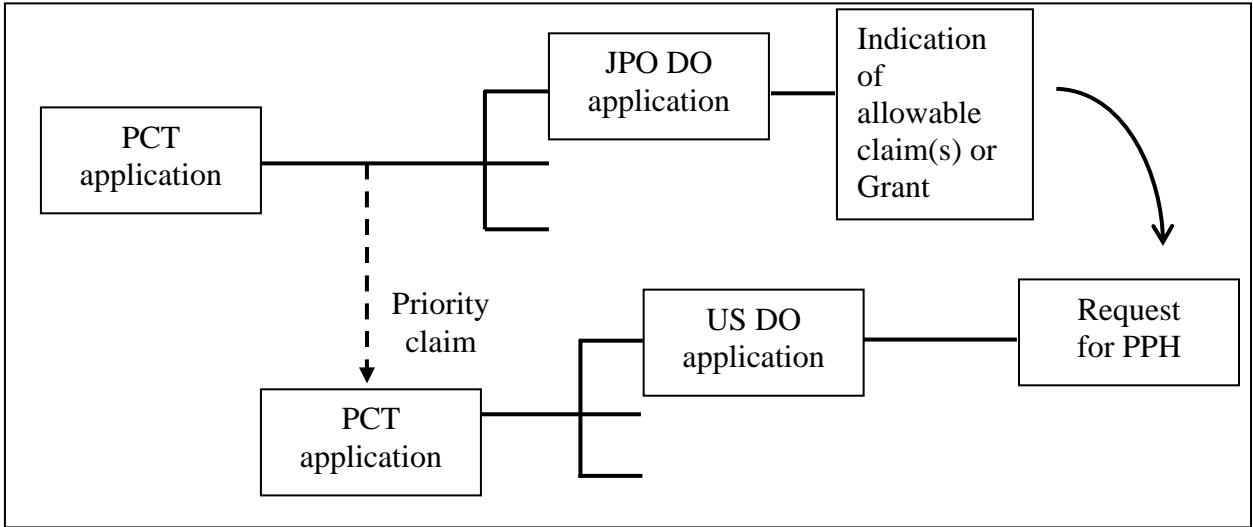 JPO DO
application
Indication
of
allowable
claim(s) or
Grant
PCT
application
Priority
claim
US DO
application
Request
for PPH
PCT
application